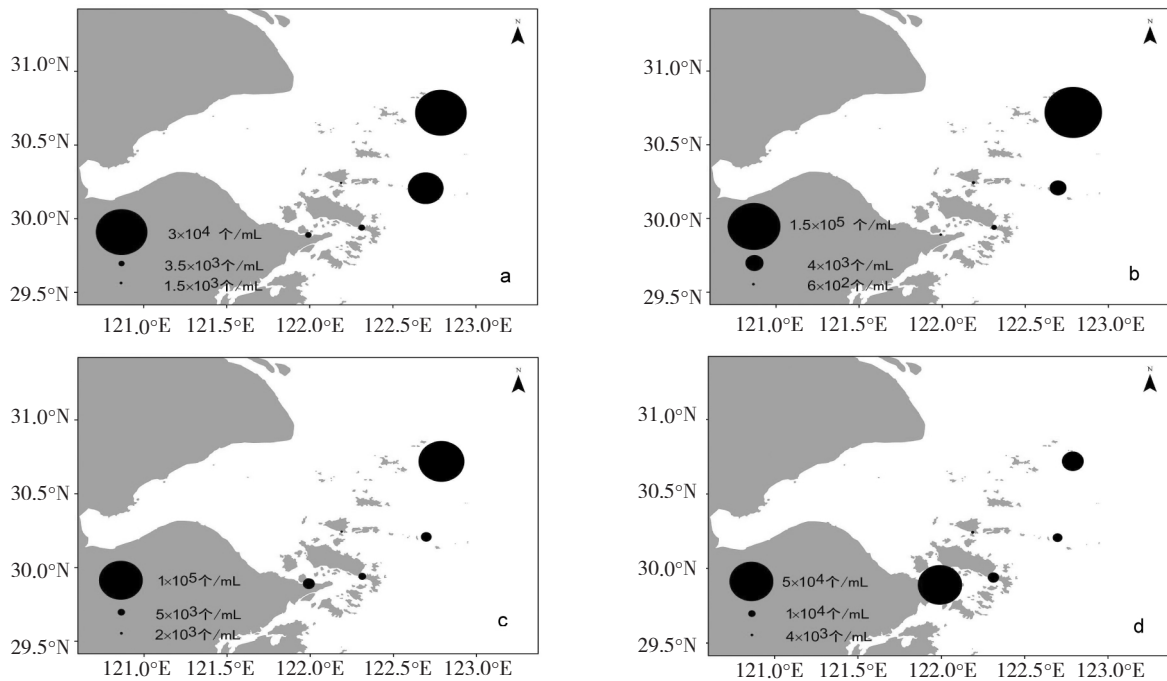 N
31.0°N
30.5°N
30.0°N
3×10⁴ 个/mL
3.5×10³个/mL
1.5×10³个/mL
29.5°N
a
121.0°E 121.5°E 122.0°E 122.5°E 123.0°E
N
31.0°N
30.5°N
30.0°N
1.5×10⁵ 个/mL
4×10³个/mL
6×10²个/mL
29.5°N
b
121.0°E 121.5°E 122.0°E 122.5°E 123.0°E
N
31.0°N
30.5°N
30.0°N
1×10⁵个/mL
5×10³个/mL
2×10³个/mL
29.5°N
c
121.0°E 121.5°E 122.0°E 122.5°E 123.0°E
N
31.0°N
30.5°N
30.0°N
5×10⁴个/mL
1×10⁴个/mL
4×10³个/mL
29.5°N
d
121.0°E 121.5°E 122.0°E 122.5°E 123.0°E